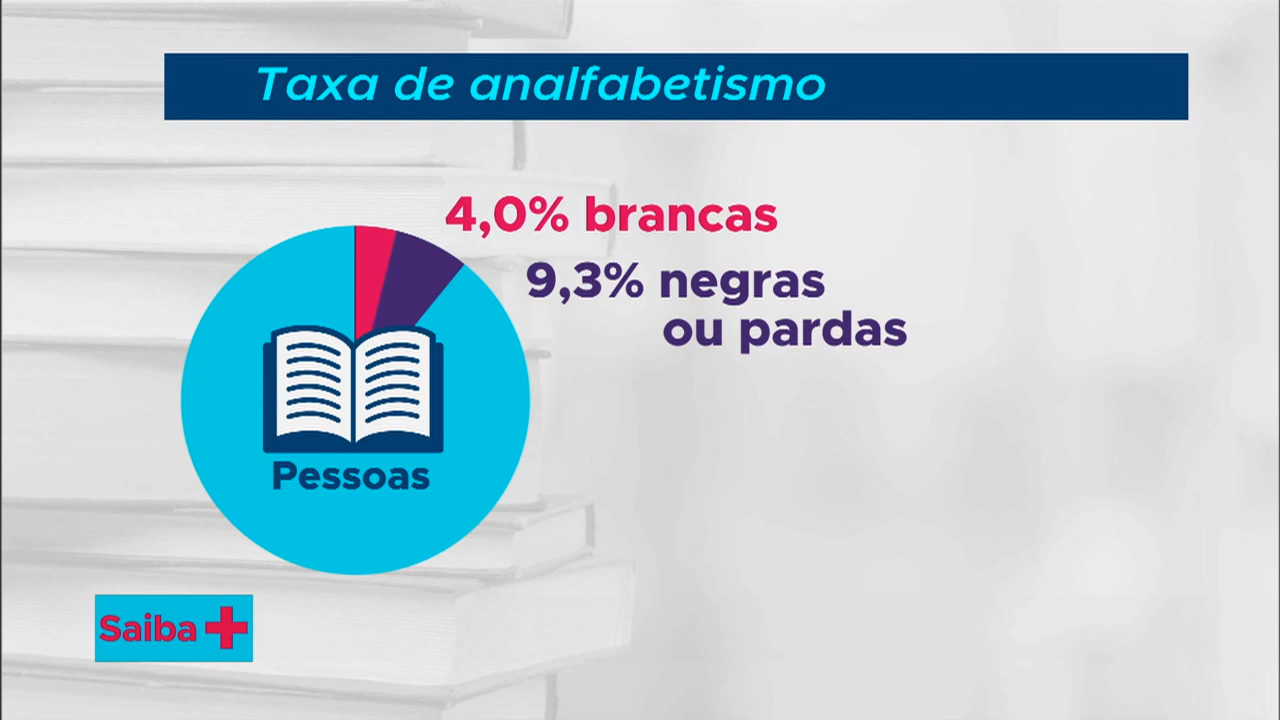 Taxa de analfabetismo
4,0% brancas
9,3% negras
ou pardas
Pessoas
Saiba +